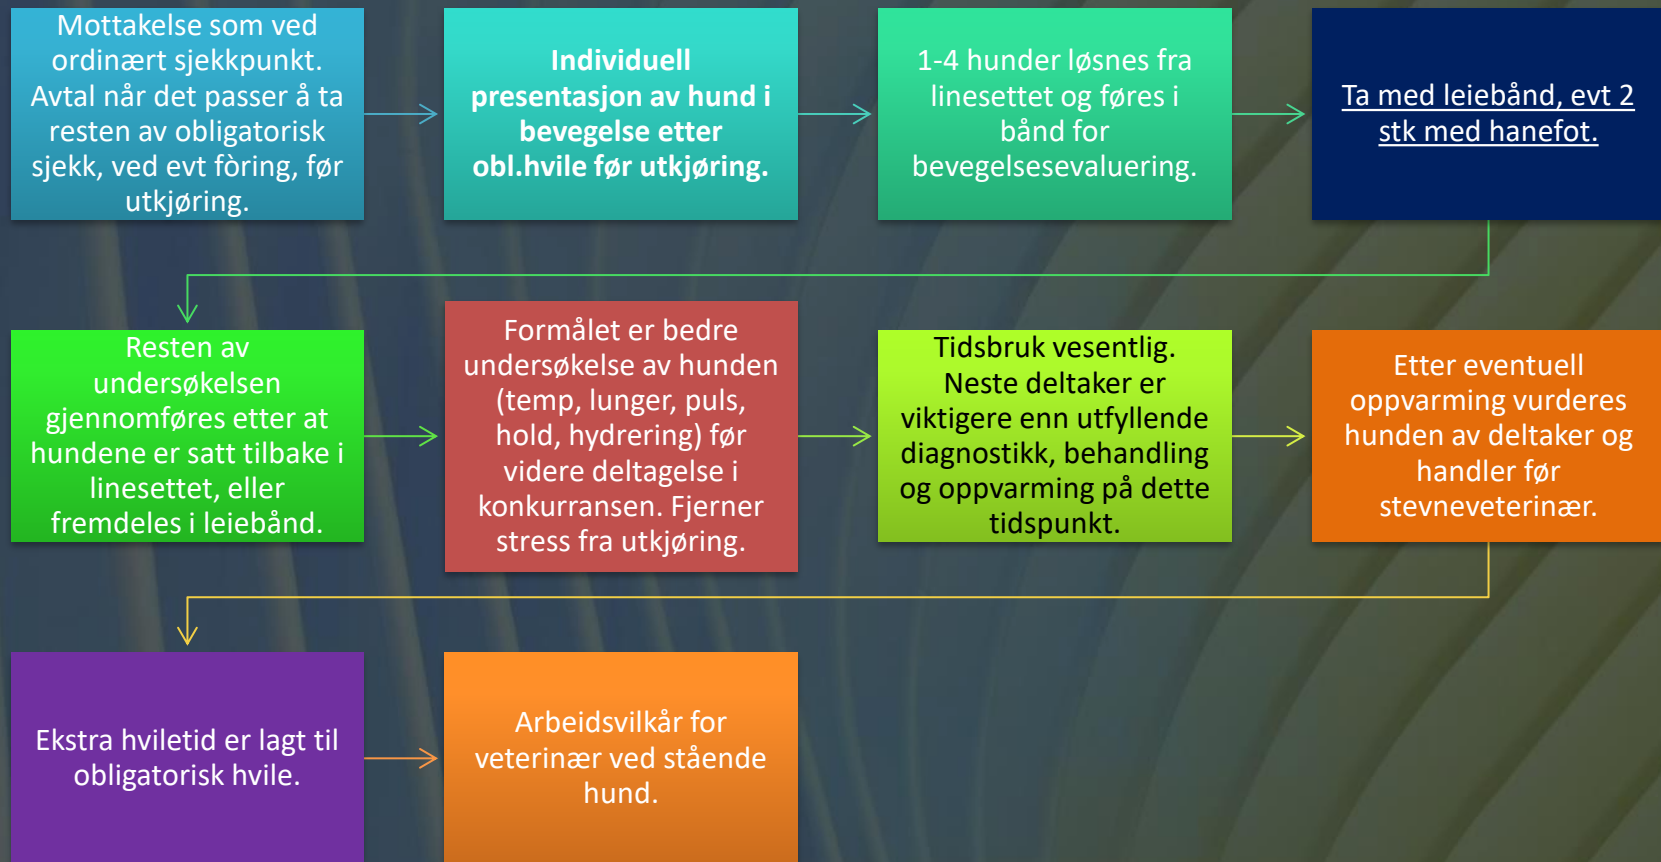 Mottakelse som ved
ordinært sjekkpunkt.
Avtal når det passer å ta
resten av obligatorisk
sjekk, ved evt fòring, før
utkjøring.
Individuell
presentasjon av hund i
bevegelse etter
obl.hvile før utkjøring.
1-4 hunder løsnes fra
linesettet og føres i
bånd for
bevegelsesevaluering.
Ta med leiebånd, evt 2
stk med hanefot.
Resten av
undersøkelsen
gjennomføres etter at
hundene er satt tilbake i
linesettet, eller
fremdeles i leiebånd.
Formålet er bedre
undersøkelse av hunden
(temp, lunger, puls,
hold, hydrering) før
videre deltagelse i
konkurransen. Fjerner
stress fra utkjøring.
Tidsbruk vesentlig.
Neste deltaker er
viktigere enn utfyllende
diagnostikk, behandling
og oppvarming på dette
tidspunkt.
Etter eventuell
oppvarming vurderes
hunden av deltaker og
handler før
stevneveterinær.
Ekstra hviletid er lagt til
obligatorisk hvile.
Arbeidsvilkår for
veterinær ved stående
hund.